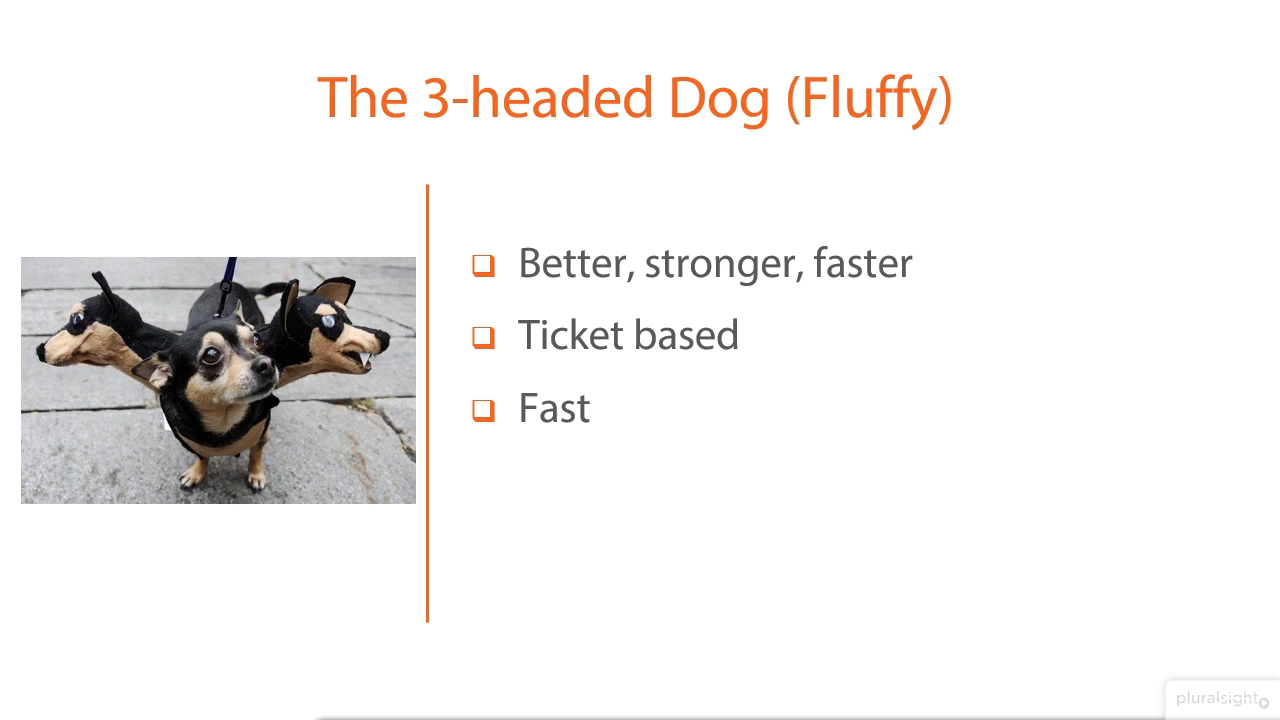 The 3-headed Dog (Fluffy)
Better, stronger, faster
Ticket based
Fast
pluralsight